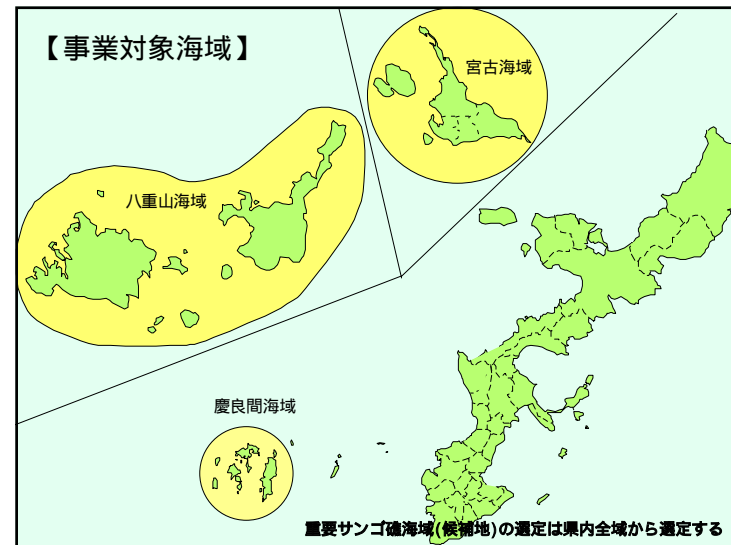 【事業対象海域】
宮古海域
八重山海域
慶良間海域
重要サンゴ礁海域(候補地)の選定は県内全域から選定する